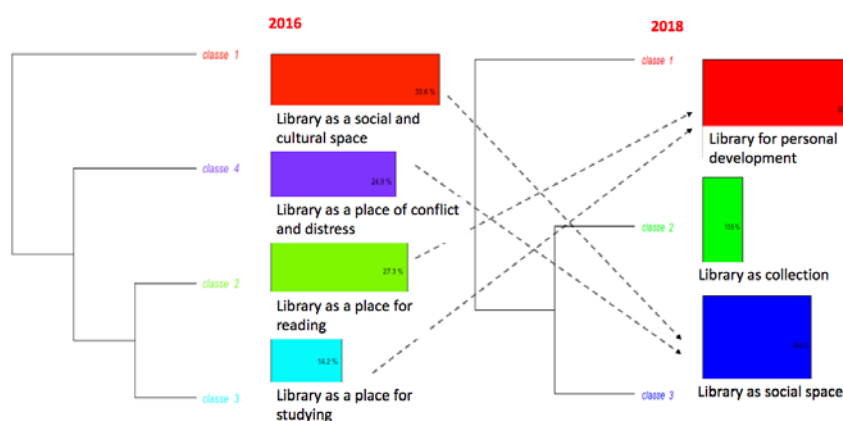 2016
classe 1
33.6 %
Library as a social and
cultural space
classe 4
24.9 %
Library as a place of conflict
and distress
classe 2
27.3 %
Library as a place for
reading
classe 3
14.2 %
Library as a place for
studying
2018
classe 1
Library for personal
development
classe 2
Library as collection
classe 3
Library as social space